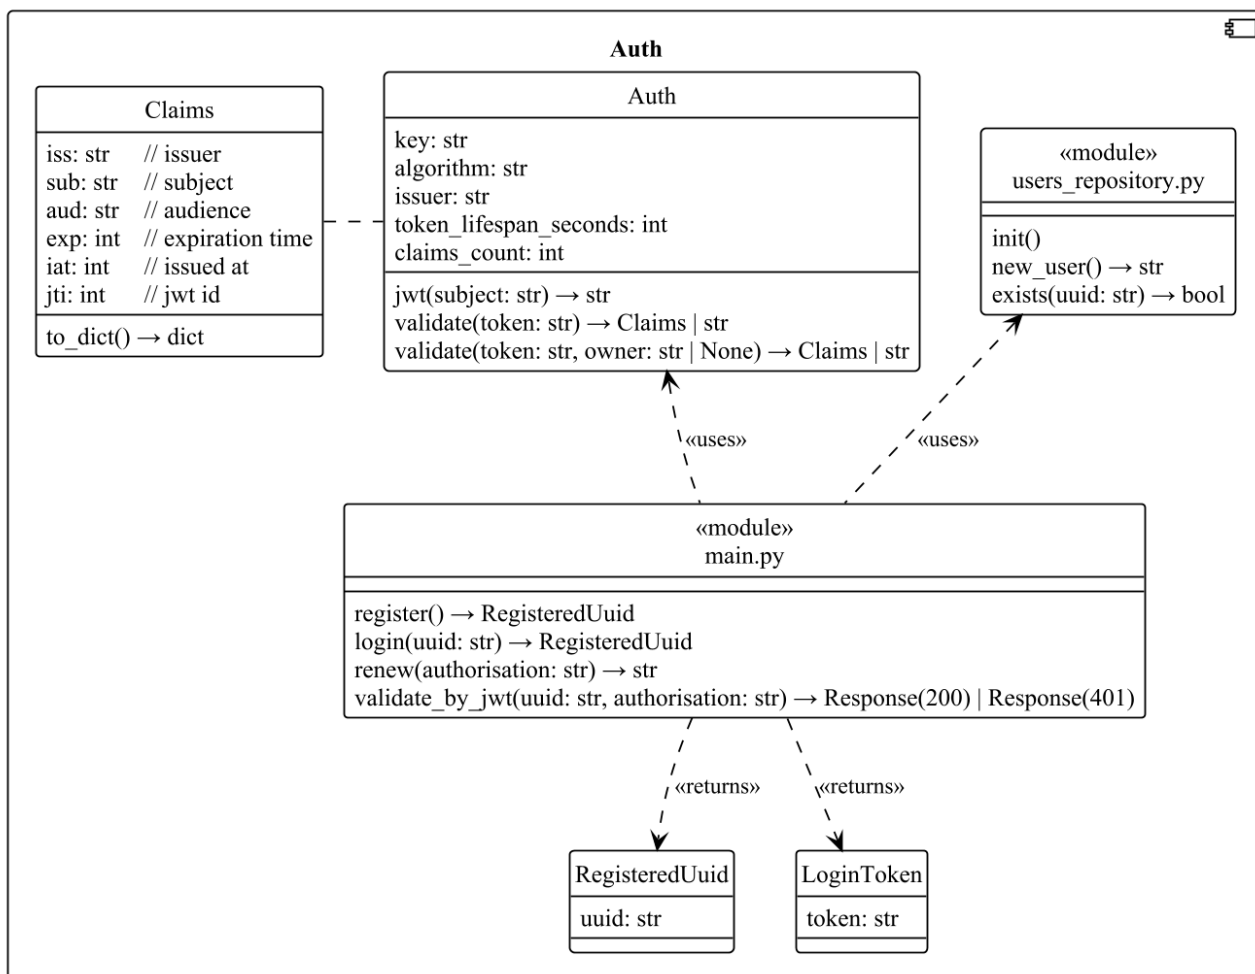 Auth
Claims
iss: str // issuer
sub: str // subject
aud: str // audience
exp: int // expiration time
iat: int // issued at
jti: int // jwt id
to_dict() → dict
Auth
key: str
algorithm: str
issuer: str
token_lifespan_seconds: int
claims_count: int
jwt(subject: str) → str
validate(token: str) → Claims | str
validate(token: str, owner: str | None) → Claims | str
«module»
users_repository.py
init()
new_user() → str
exists(uuid: str) → bool
«uses»
«uses»
«module»
main.py
register() → RegisteredUuid
login(uuid: str) → RegisteredUuid
renew(authorisation: str) → str
validate_by_jwt(uuid: str, authorisation: str) → Response(200) | Response(401)
«returns»
«returns»
RegisteredUuid
uuid: str
LoginToken
token: str